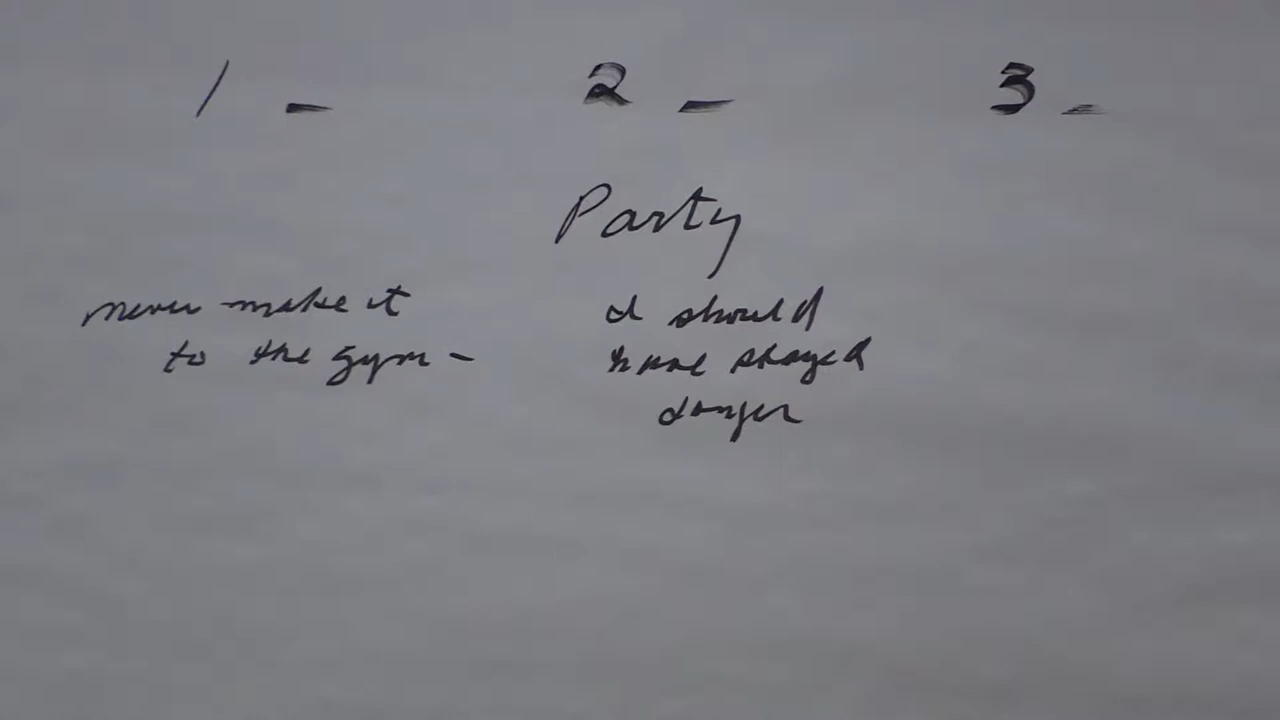 1 -
2 -
3 -
Party
never make it
to the gym -
I should
have stayed
longer